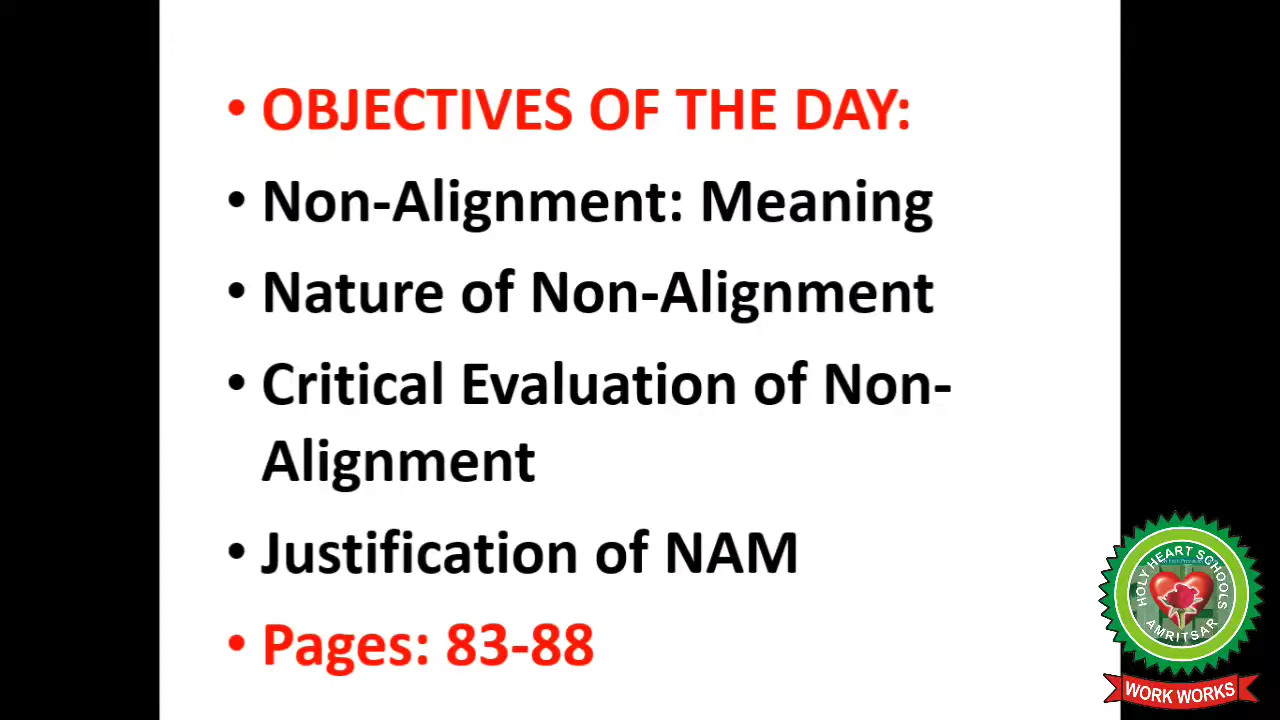 • OBJECTIVES OF THE DAY:
• Non-Alignment: Meaning
• Nature of Non-Alignment
• Critical Evaluation of Non-
Alignment
• Justification of NAM
• Pages: 83-88
HOLY HEART SCHOOLS
AMRITSAR
WORK WORKS